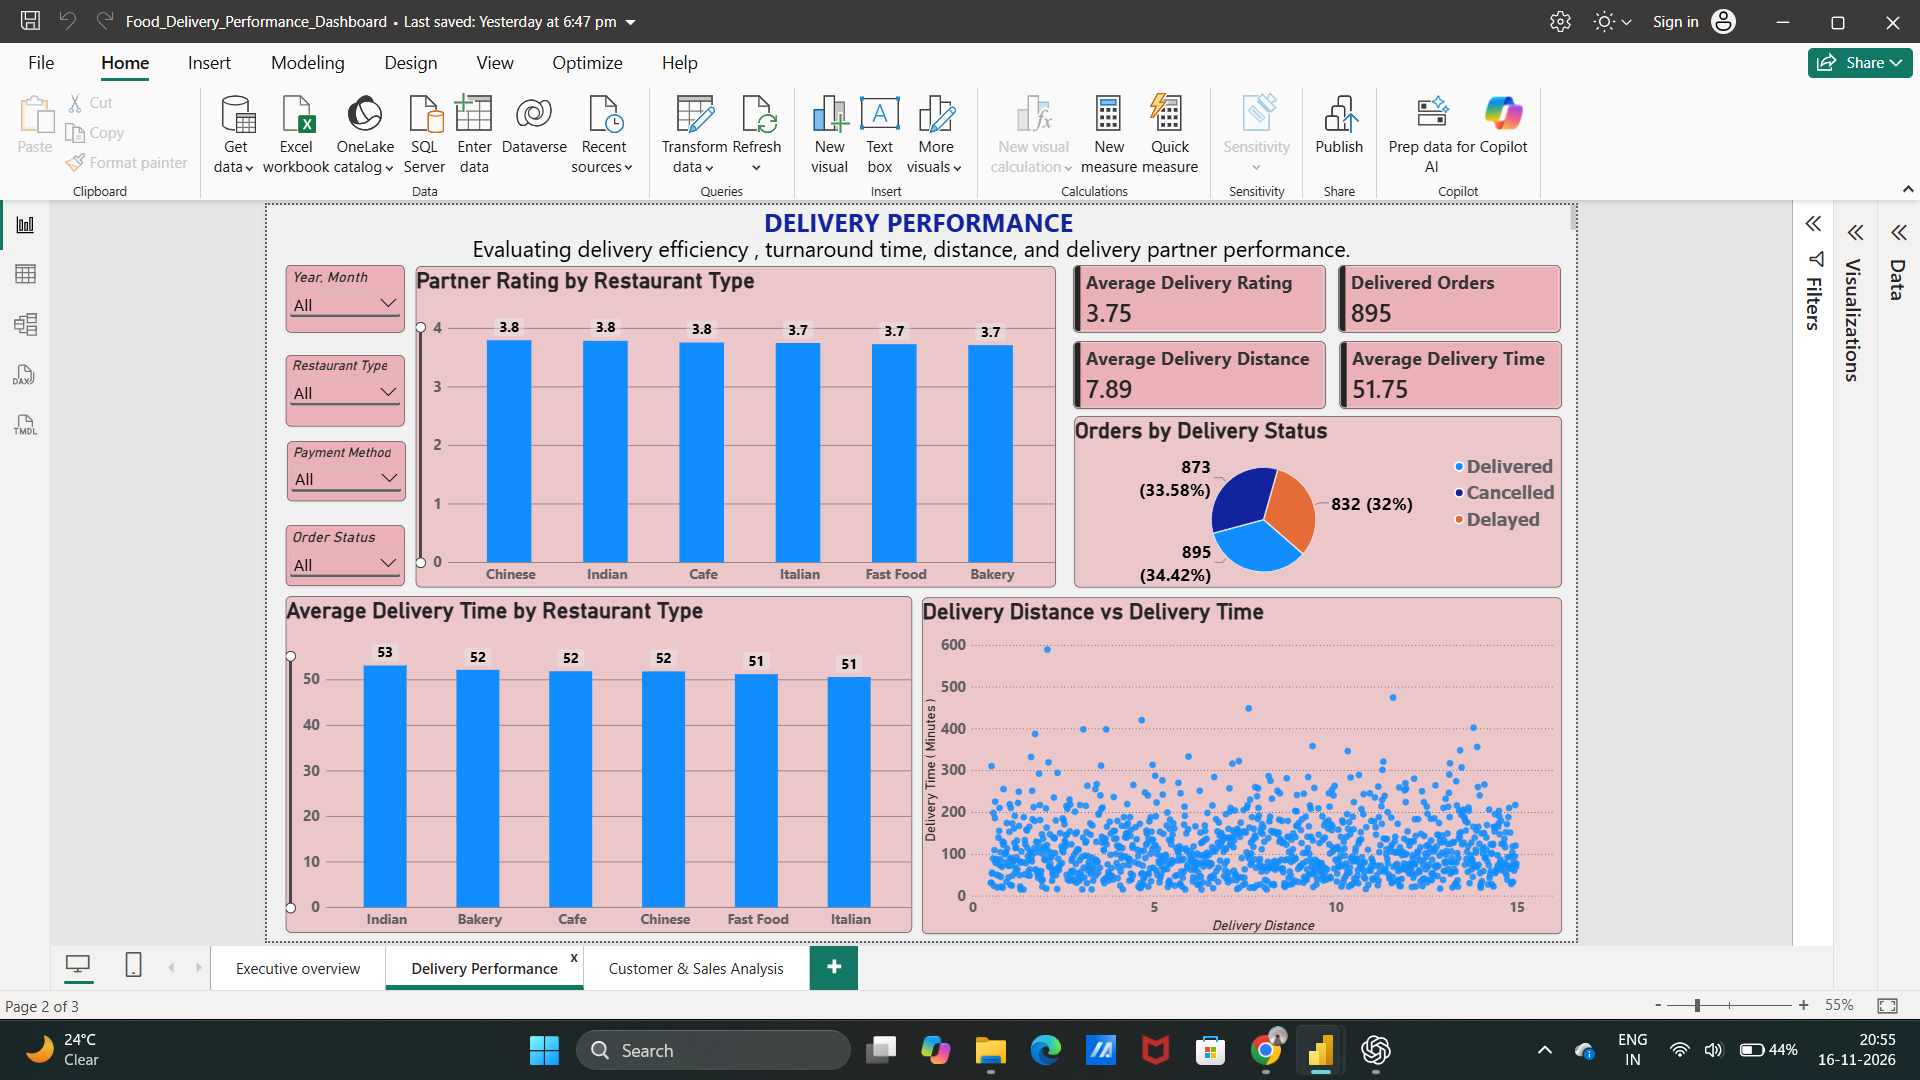 Food_Delivery_Performance_Dashboard • Last saved: Yesterday at 6:47 pm
Sign in
File
Home
Insert
Modeling
Design
View
Optimize
Help
Share
Paste
Cut
Copy
Format painter
Clipboard
Get data
Excel workbook
OneLake catalog
SQL Server
Enter data
Dataverse
Recent sources
Data
Transform data
Refresh
Queries
New visual
Text box
More visuals
Insert
New visual calculation
New measure
Quick measure
Calculations
Sensitivity
Sensitivity
Publish
Share
Prep data for AI
Copilot
Copilot
DAX
TMDL
DELIVERY PERFORMANCE
Evaluating delivery efficiency , turnaround time, distance, and delivery partner performance.
Year, Month
All
Restaurant Type
All
Payment Method
All
Order Status
All
Partner Rating by Restaurant Type
4
3
2
1
0
3.8
3.8
3.8
3.7
3.7
3.7
Chinese
Indian
Cafe
Italian
Fast Food
Bakery
Average Delivery Rating
3.75
Delivered Orders
895
Average Delivery Distance
7.89
Average Delivery Time
51.75
Orders by Delivery Status
873
(33.58%)
832 (32%)
895
(34.42%)
Delivered
Cancelled
Delayed
Average Delivery Time by Restaurant Type
50
40
30
20
10
0
53
52
52
52
51
51
Indian
Bakery
Cafe
Chinese
Fast Food
Italian
Delivery Distance vs Delivery Time
Delivery Time ( Minutes )
600
500
400
300
200
100
0
0
5
10
15
Delivery Distance
Filters
Visualizations
Data
Executive overview
Delivery Performance
x
Customer & Sales Analysis
+
Page 2 of 3
-
+
55%
24°C
Clear
Search
ENG
IN
44%
20:55
16-11-2026